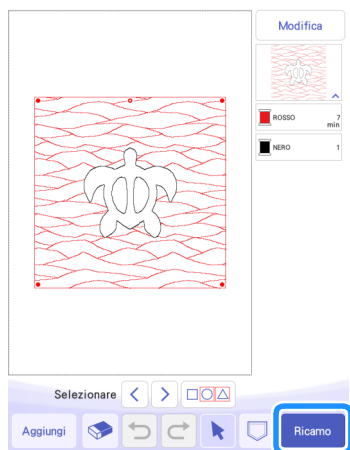 Modifica
ROSSO 7
min
NERO 1
Selezionare
Aggiungi
Ricamo